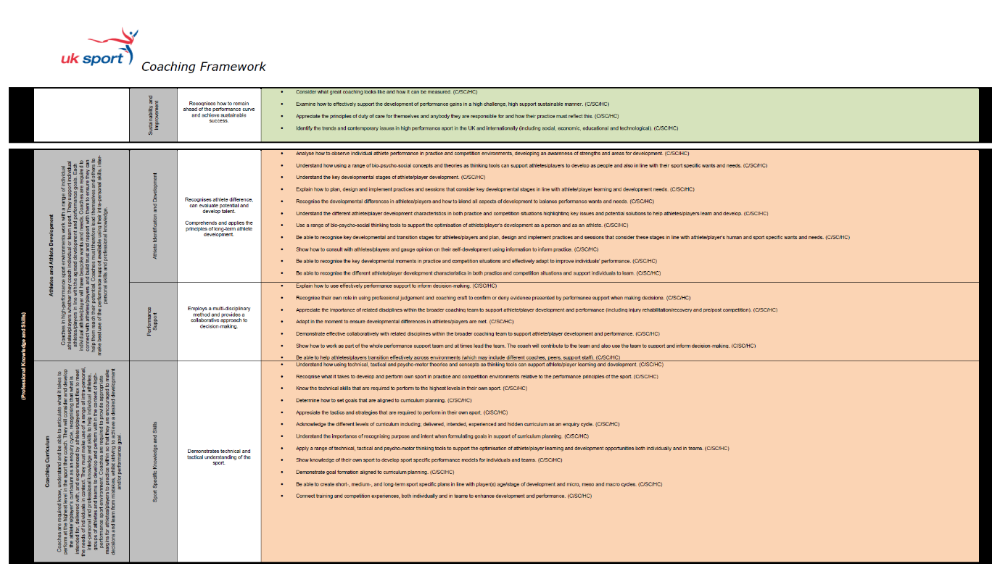 uk sport
Coaching Framework
Sustainability and
Improvement
Recognises how to remain
ahead of the performance curve
and achieve sustainable
success.
• Consider what great coaching looks like and how it can be measured. (C/SC/HC)
• Examine how to effectively support the development of performance gains in a high challenge, high support sustainable manner. (C/SC/HC)
• Appreciate the principles of duty of care for themselves and anybody they are responsible for and how their practice must reflect this. (C/SC/HC)
• Identify the trends and contemporary issues in high performance sport in the UK and internationally (including social, economic, educational and technological). (C/SC/HC)
(Professional Knowledge and Skills)
Athletes and Athlete Development
Coaches in high-performance sport environments work with a range of individual
athletes/players whether they coach individual or team sport. They support individual
athletes/players in line with the agreed development and performance goals. Each
individual athlete/player will have bespoke wants and needs. Coaches are required to
connect with athletes/players and build trust and rapport with them to ensure they can
help them reach their potential. Coaches must therefore lead themselves and others to
make best use of the performance support available using their intra-personal skills, inter-
personal skills and professional knowledge.
Athlete Identification and Development
Recognises athlete difference,
can evaluate potential and
develop talent.
Comprehends and applies the
principles of long-term athlete
development.
• Analyse how to observe individual athlete performance in practice and competition environments, developing an awareness of strengths and areas for development. (C/SC/HC)
• Understand how using a range of bio-psycho-social concepts and theories as thinking tools can support athletes/players to develop as people and also in line with their sport specific wants and needs. (C/SC/HC)
• Understand the key developmental stages of athlete/player development. (C/SC/HC)
• Explain how to plan, design and implement practices and sessions that consider key developmental stages in line with athlete/player learning and development needs. (C/SC/HC)
• Recognise the developmental differences in athletes/players and how to blend all aspects of development to balance performance wants and needs. (C/SC/HC)
• Understand the different athlete/player development characteristics in both practice and competition situations highlighting key issues and potential solutions to help athletes/players learn and develop. (C/SC/HC)
• Use a range of bio-psycho-social thinking tools to support the optimisation of athlete/player's development as a person and as an athlete. (C/SC/HC)
• Be able to recognise key developmental and transition stages for athletes/players and plan, design and implement practices and sessions that consider these stages in line with athlete/player's human and sport specific wants and needs. (C/SC/HC)
• Show how to consult with athletes/players and gauge opinion on their self-development using information to inform practice. (C/SC/HC)
• Be able to recognise the key developmental moments in practice and competition situations and effectively adapt to improve individuals' performance. (C/SC/HC)
• Be able to recognise the different athlete/player development characteristics in both practice and competition situations and support individuals to learn. (C/SC/HC)
Performance
Support
Employs a multi-disciplinary
method and provides a
collaborative approach to
decision-making.
• Explain how to use effectively performance support to inform decision-making. (C/SC/HC)
• Recognise their own role in using professional judgement and coaching craft to confirm or deny evidence presented by performance support when making decisions. (C/SC/HC)
• Appreciate the importance of related disciplines within the broader coaching team to support athlete/player development and performance (including injury rehabilitation/recovery and pre/post competition). (C/SC/HC)
• Adapt in the moment to ensure developmental differences in athletes/players are met. (C/SC/HC)
• Demonstrate effective collaboratively with related disciplines within the broader coaching team to support athlete/player development and performance. (C/SC/HC)
• Show how to work as part of the whole performance support team and at times lead the team. The coach will contribute to the team and also use the team to support and inform decision-making. (C/SC/HC)
• Be able to help athletes/players transition effectively across environments (which may include different coaches, peers, support staff). (C/SC/HC)
Coaching Curriculum
Coaches are required know, understand and be able to articulate what it takes to
perform at the highest level in the sport they coach. They will consider and develop
the athlete's/player's curriculum as an enquiry cycle, recognising that what is
intended for, delivered with, and experienced by athletes/players must flex to meet
the needs of individuals in context. They must make use of a range of intra-personal,
inter-personal and professional knowledge and skills to help individual athletes,
groups of athletes and teams to develop and perform within the context of high-
performance sport environment. Coaches are required to provide appropriate
margins for athletes/players to practice within so that they are encouraged to make
decisions and learn from mistakes, whilst striving to achieve a desired development
and/or performance goal.
Sport Specific Knowledge and Skills
Demonstrates technical and
tactical understanding of the
sport.
• Understand how using technical, tactical and psycho-motor theories and concepts as thinking tools can support athlete/player learning and development. (C/SC/HC)
• Recognise what it takes to develop and perform own sport in practice and competition environments relative to the performance principles of the sport. (C/SC/HC)
• Know the technical skills that are required to perform to the highest levels in their own sport. (C/SC/HC)
• Determine how to set goals that are aligned to curriculum planning. (C/SC/HC)
• Appreciate the tactics and strategies that are required to perform in their own sport. (C/SC/HC)
• Acknowledge the different levels of curriculum including; delivered, intended, experienced and hidden curriculum as an enquiry cycle. (C/SC/HC)
• Understand the importance of recognising purpose and intent when formulating goals in support of curriculum planning. (C/SC/HC)
• Apply a range of technical, tactical and psycho-motor thinking tools to support the optimisation of athlete/player learning and development opportunities both individually and in teams. (C/SC/HC)
• Show knowledge of their own sport to develop sport specific performance models for individuals and teams. (C/SC/HC)
• Demonstrate goal formation aligned to curriculum planning. (C/SC/HC)
• Be able to create short-, medium-, and long-term sport specific plans in line with player(s) age/stage of development and micro, meso and macro cycles. (C/SC/HC)
• Connect training and competition experiences, both individually and in teams to enhance development and performance. (C/SC/HC)